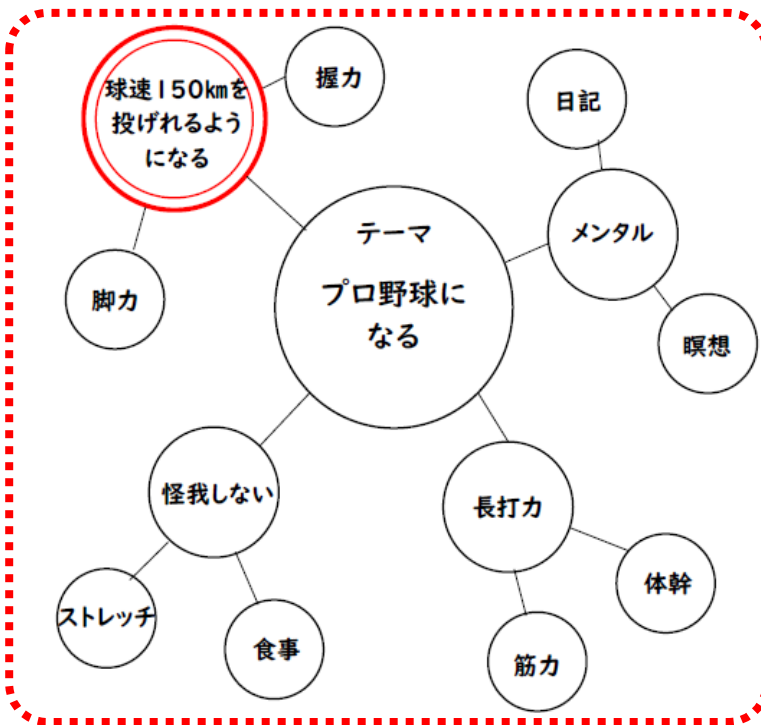 球速150kmを
投げれるよう
になる
握力
脚力
テーマ
プロ野球に
なる
日記
メンタル
瞑想
怪我しない
ストレッチ
食事
長打力
体幹
筋力